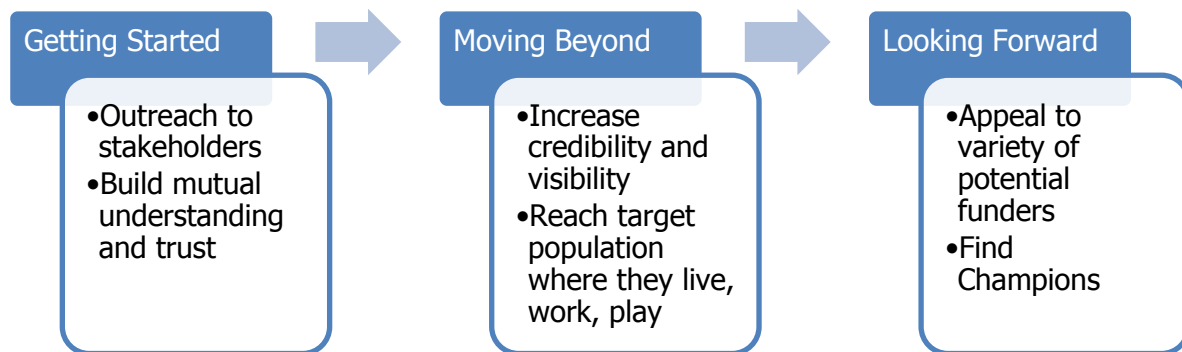 Getting Started
•Outreach to
stakeholders
•Build mutual
understanding
and trust
Moving Beyond
•Increase
credibility and
visibility
•Reach target
population
where they live,
work, play
Looking Forward
•Appeal to
variety of
potential
funders
•Find
Champions